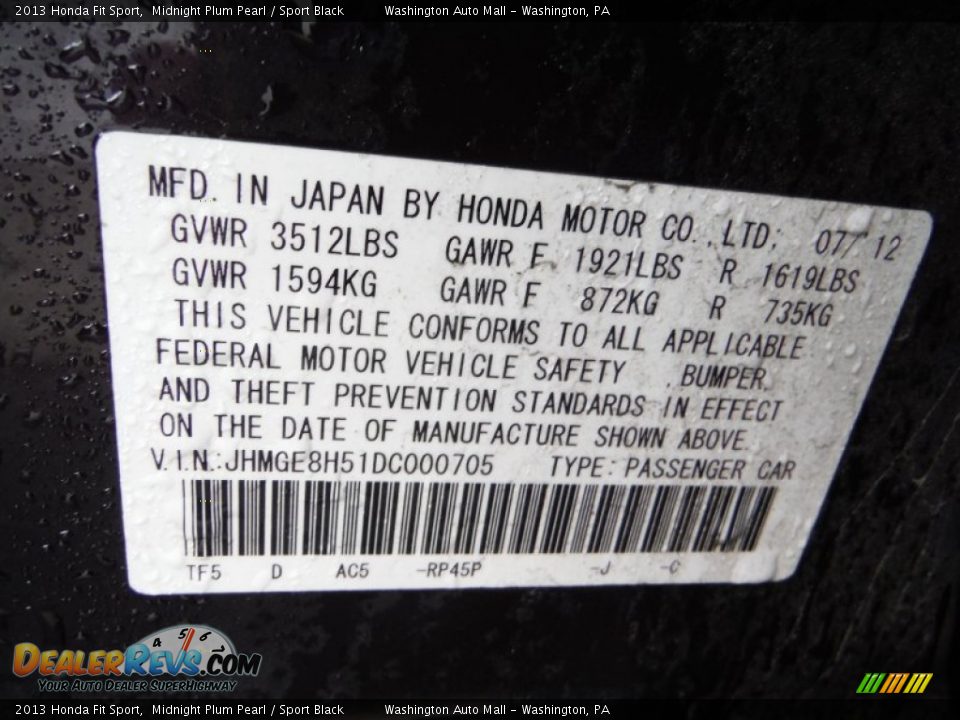 2013 Honda Fit Sport,  Midnight Plum Pearl / Sport Black          Washington Auto Mall - Washington, PA
MFD. IN JAPAN BY HONDA MOTOR CO., LTD; 07/12
GVWR 3512LBS GAWR F 1921LBS R 1619LBS
GVWR 1594KG GAWR F 872KG R 735KG
THIS VEHICLE CONFORMS TO ALL APPLICABLE
FEDERAL MOTOR VEHICLE SAFETY , BUMPER,
AND THEFT PREVENTION STANDARDS IN EFFECT
ON THE DATE OF MANUFACTURE SHOWN ABOVE.
V.I.N.:JHMGE8H51DC000705 TYPE: PASSENGER CAR
TF5 D AC5 -RP45P -J -C
4 5 6
DEALERREVS.COM
YOUR AUTO DEALER SUPERHIGHWAY
2013 Honda Fit Sport,  Midnight Plum Pearl / Sport Black          Washington Auto Mall - Washington, PA